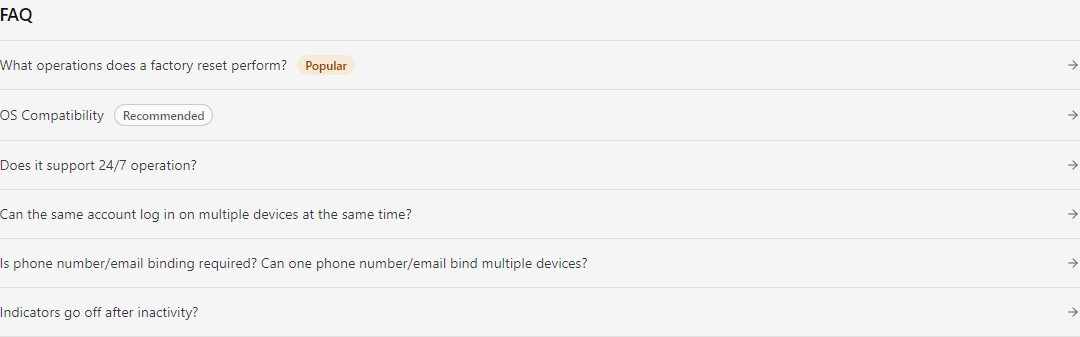 FAQ
What operations does a factory reset perform? Popular
OS Compatibility Recommended
Does it support 24/7 operation?
Can the same account log in on multiple devices at the same time?
Is phone number/email binding required? Can one phone number/email bind multiple devices?
Indicators go off after inactivity?